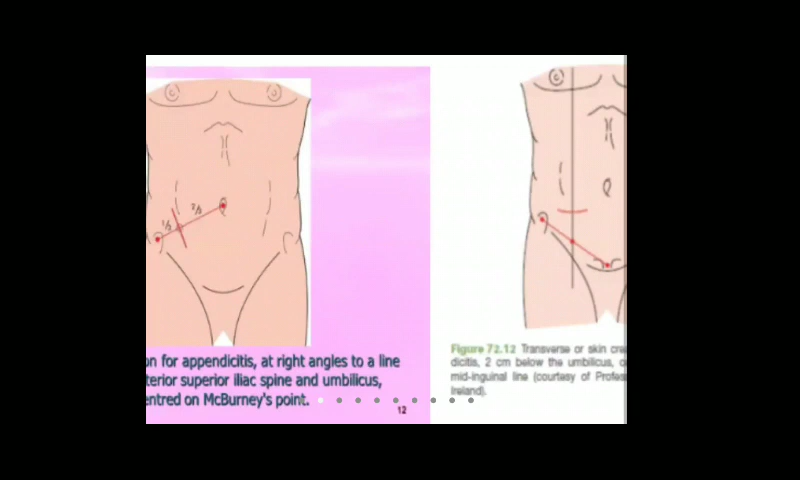 2/3
1/3
on for appendicitis, at right angles to a line
terior superior iliac spine and umbilicus,
entred on McBurney's point.
12
Figure 72.12 Transverse or skin cre
dicitis, 2 cm below the umbilicus, o
mid-inguinal line (courtesy of Profes
Ireland).